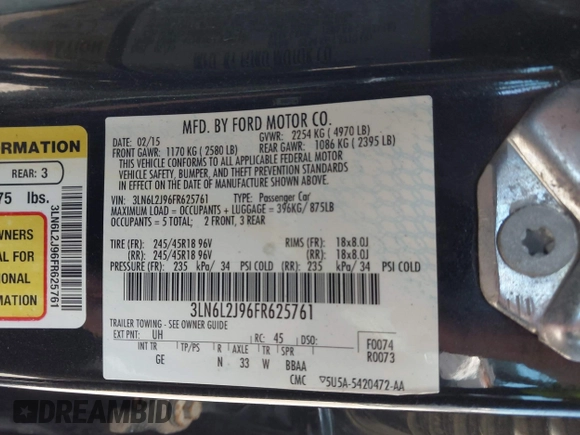 MFD. BY FORD MOTOR CO.
DATE: 02/15 GVWR: 2254 KG ( 4970 LB)
FRONT GAWR: 1170 KG ( 2580 LB) REAR GAWR: 1086 KG ( 2395 LB)
THIS VEHICLE CONFORMS TO ALL APPLICABLE FEDERAL MOTOR
VEHICLE SAFETY, BUMPER, AND THEFT PREVENTION STANDARDS
IN EFFECT ON THE DATE OF MANUFACTURE SHOWN ABOVE.
VIN: 3LN6L2J96FR625761 TYPE: Passenger Car
MAXIMUM LOAD = OCCUPANTS + LUGGAGE = 396KG/ 875LB
OCCUPANTS = 5 TOTAL: 2 FRONT, 3 REAR
TIRE (FR): 245/45R18 96V RIMS (FR): 18x8.0J
(RR): 245/45R18 96V (RR): 18x8.0J
PRESSURE (FR): 235 kPa/ 34 PSI COLD (RR): 235 kPa/ 34 PSI COLD
3LN6L2J96FR625761
TRAILER TOWING - SEE OWNER GUIDE
EXT PNT: UH RC: 45 DSO: F0074
R0073
INT TR TP/PS R AXLE TR SPR
GE N 33 W BBAA
CMC 5U5A-5420472-AA
FORMATION
REAR: 3
75 lbs.
WNERS
AL FOR
IONAL
MATION
3LN6L2J96FR625761
DREAMBID.COM